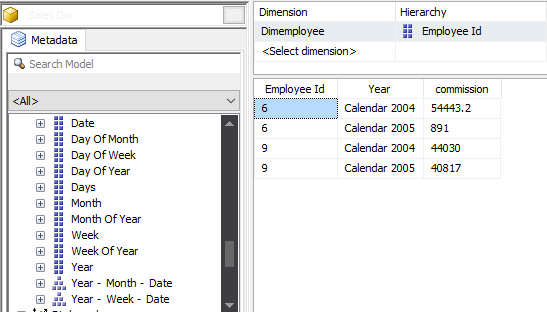 Sales Dw
Metadata
Search Model
<All>
Date
Day Of Month
Day Of Week
Day Of Year
Days
Month
Month Of Year
Week
Week Of Year
Year
Year - Month - Date
Year - Week - Date
Dimension Hierarchy
Dimemployee Employee Id
<Select dimension>
Employee Id Year commission
6 Calendar 2004 54443.2
6 Calendar 2005 891
9 Calendar 2004 44030
9 Calendar 2005 40817